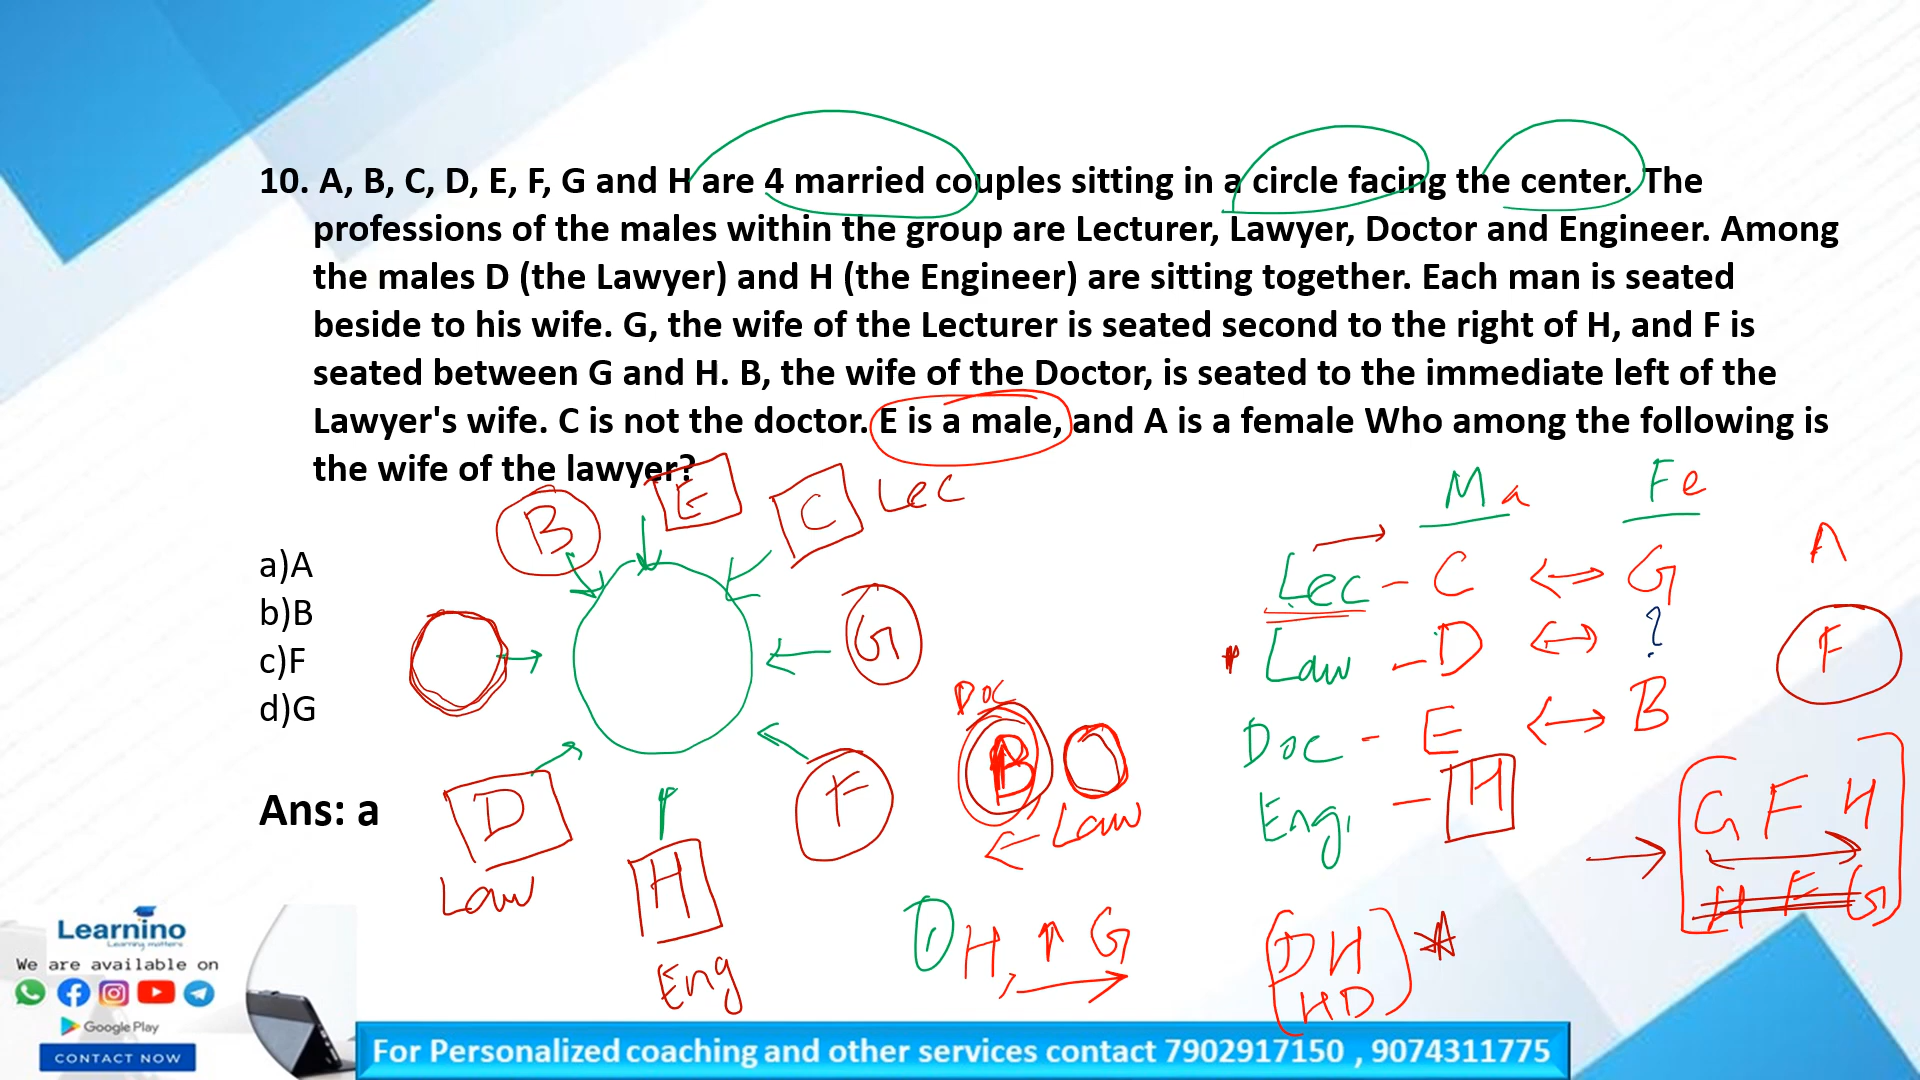 10. A, B, C, D, E, F, G and H are 4 married couples sitting in a circle facing the center. The
professions of the males within the group are Lecturer, Lawyer, Doctor and Engineer. Among
the males D (the Lawyer) and H (the Engineer) are sitting together. Each man is seated
beside to his wife. G, the wife of the Lecturer is seated second to the right of H, and F is
seated between G and H. B, the wife of the Doctor, is seated to the immediate left of the
Lawyer's wife. C is not the doctor. E is a male, and A is a female Who among the following is
the wife of the lawyer?
a)A
b)B
c)F
d)G
Ans: a
B
E
C Lec
G
F
H
Eng
D
Law
Doc
B
Law
1 H, G
DH
HD
Ma Fe
Lec - C G
Law - D ?
Doc - E B
Eng. - H
A
F
G F H
H F G
Learnino
Learning matters
We are available on
Google Play
CONTACT NOW
For Personalized coaching and other services contact 7902917150 , 9074311775